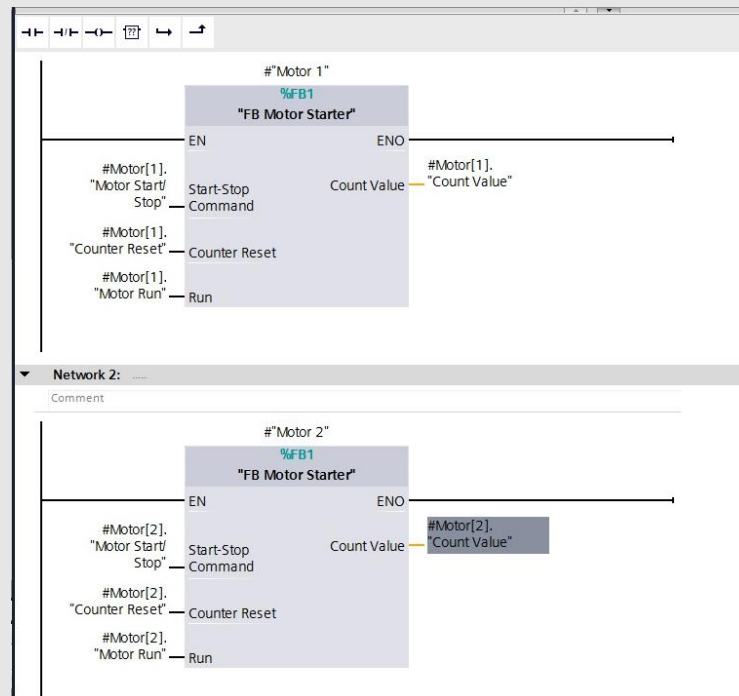 ??
#"Motor 1"
%FB1
"FB Motor Starter"
EN ENO
#Motor[1].
"Motor Start/
Stop"
Start-Stop
Command
Count Value
#Motor[1].
"Count Value"
#Motor[1].
"Counter Reset"
Counter Reset
#Motor[1].
"Motor Run"
Run
Network 2: .....
Comment
#"Motor 2"
%FB1
"FB Motor Starter"
EN ENO
#Motor[2].
"Motor Start/
Stop"
Start-Stop
Command
Count Value
#Motor[2].
"Count Value"
#Motor[2].
"Counter Reset"
Counter Reset
#Motor[2].
"Motor Run"
Run